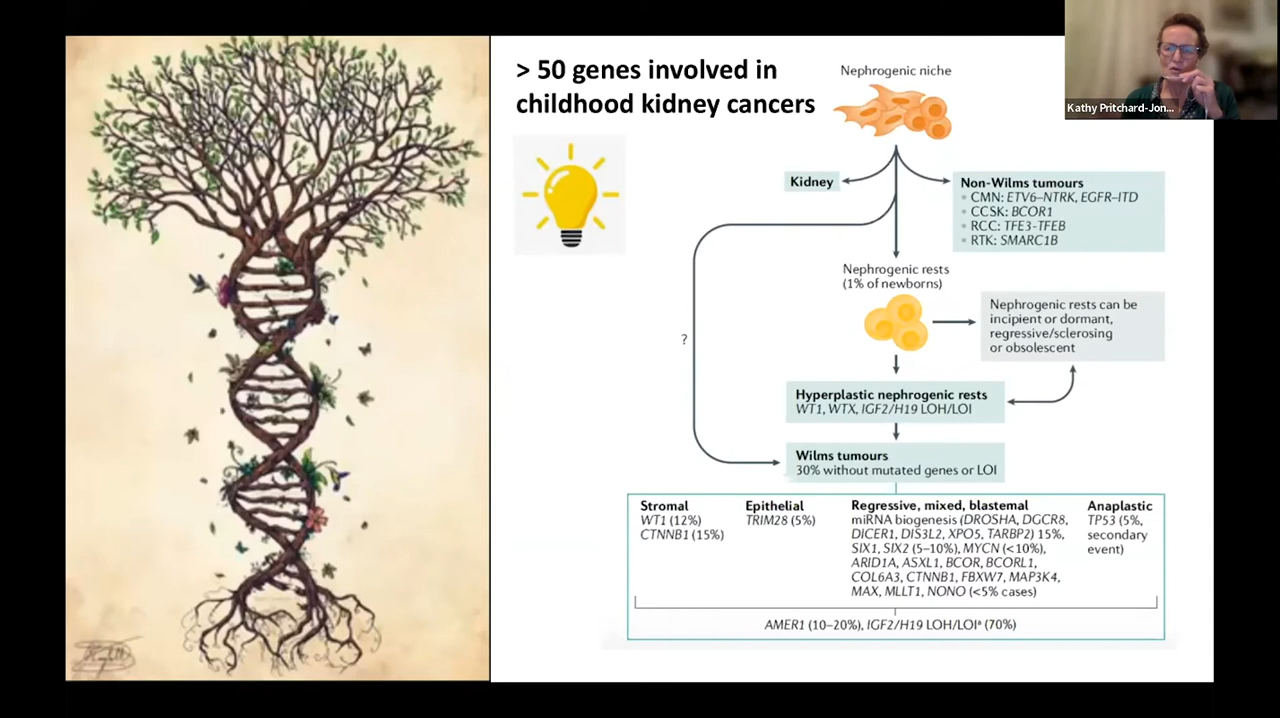 > 50 genes involved in
childhood kidney cancers
Kathy Pritchard-Jon...
Nephrogenic niche
Kidney
Non-Wilms tumours
• CMN: ETV6–NTRK, EGFR–ITD
• CCSK: BCOR1
• RCC: TFE3-TFEB
• RTK: SMARC1B
Nephrogenic rests
(1% of newborns)
Nephrogenic rests can be
incipient or dormant,
regressive/sclerosing
or obsolescent
?
Hyperplastic nephrogenic rests
WT1, WTX, IGF2/H19 LOH/LOI
Wilms tumours
30% without mutated genes or LOI
Stromal
WT1 (12%)
CTNNB1 (15%)
Epithelial
TRIM28 (5%)
Regressive, mixed, blastemal
miRNA biogenesis (DROSHA, DGCR8,
DICER1, DIS3L2, XPO5, TARBP2) 15%,
SIX1, SIX2 (5–10%), MYCN (<10%),
ARID1A, ASXL1, BCOR, BCORL1,
COL6A3, CTNNB1, FBXW7, MAP3K4,
MAX, MLLT1, NONO (<5% cases)
Anaplastic
TP53 (5%,
secondary
event)
AMER1 (10–20%), IGF2/H19 LOH/LOIª (70%)